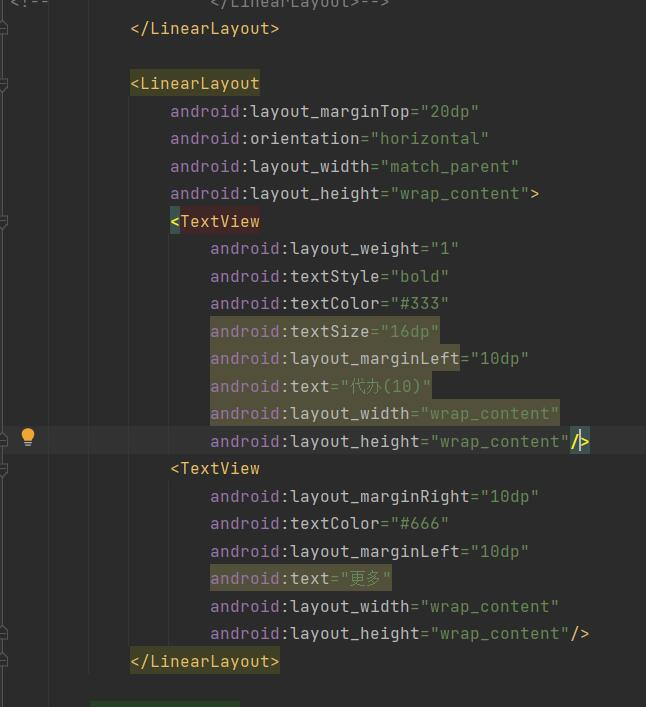 <!-- </LinearLayout>-->
</LinearLayout>
<LinearLayout
android:layout_marginTop="20dp"
android:orientation="horizontal"
android:layout_width="match_parent"
android:layout_height="wrap_content">
<TextView
android:layout_weight="1"
android:textStyle="bold"
android:textColor="#333"
android:textSize="16dp"
android:layout_marginLeft="10dp"
android:text="代办(10)"
android:layout_width="wrap_content"
android:layout_height="wrap_content"/>
<TextView
android:layout_marginRight="10dp"
android:textColor="#666"
android:layout_marginLeft="10dp"
android:text="更多"
android:layout_width="wrap_content"
android:layout_height="wrap_content"/>
</LinearLayout>